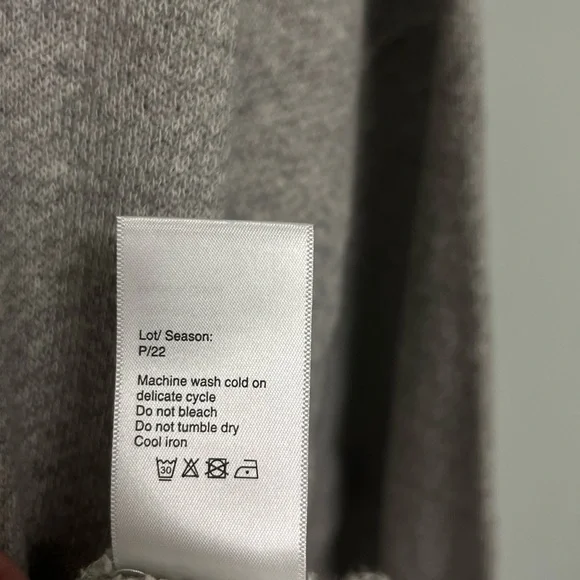 Lot/ Season:
P/22
Machine wash cold on
delicate cycle
Do not bleach
Do not tumble dry
Cool iron
30